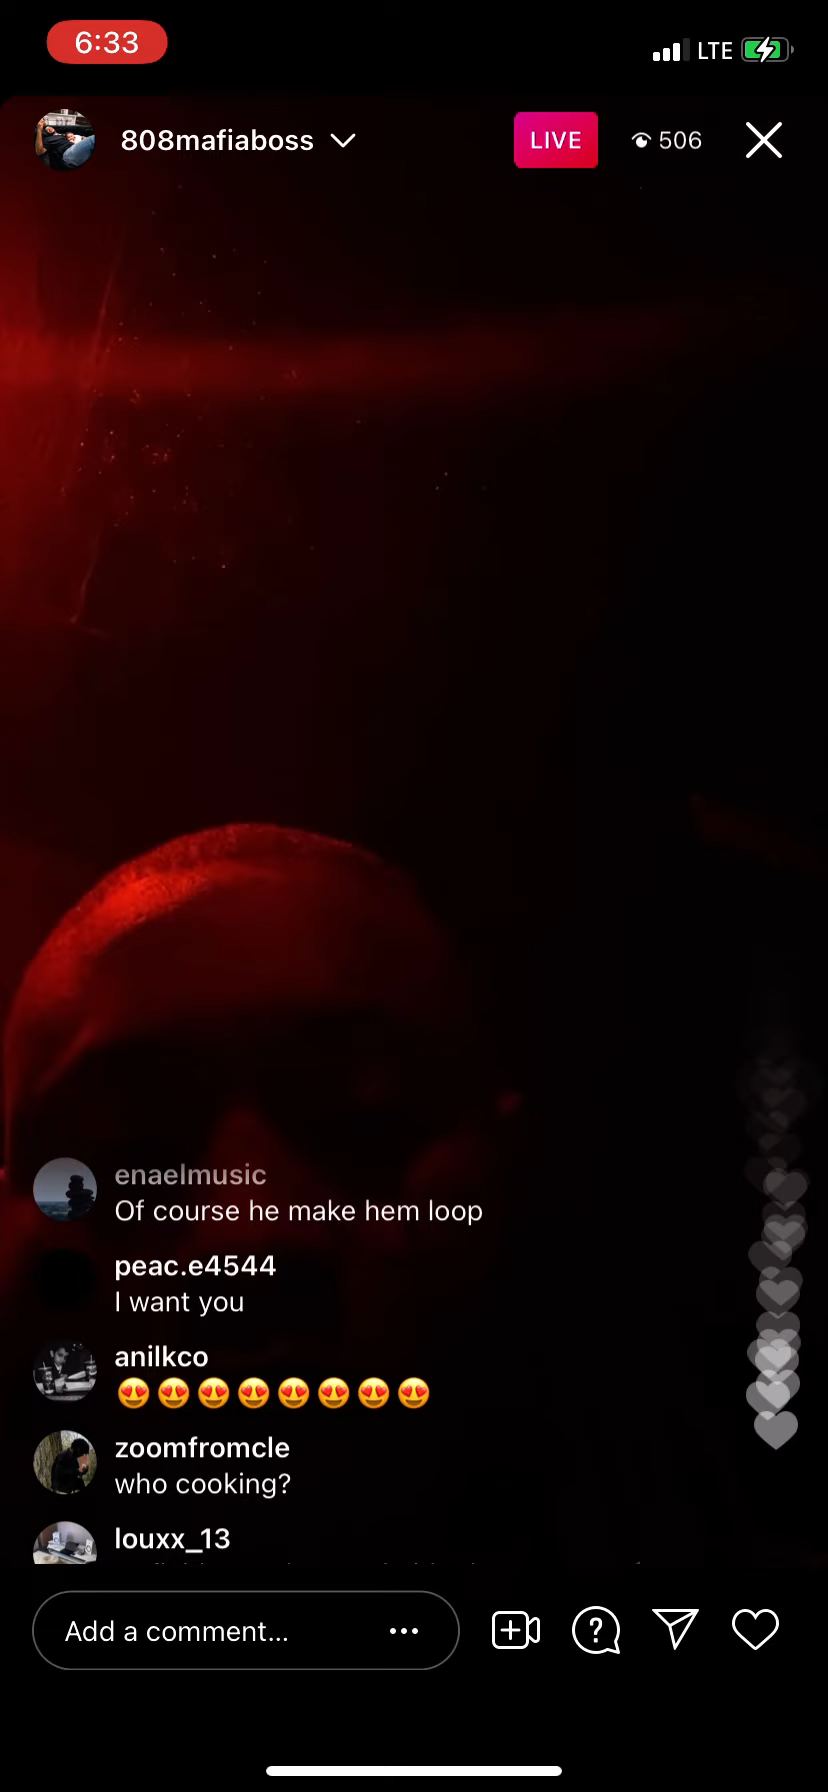 6:33
LTE
808mafiaboss
LIVE
506
enaelmusic
Of course he make hem loop
peac.e4544
I want you
anilkco
😍😍😍😍😍😍😍😍
zoomfromcle
who cooking?
louxx_13
Add a comment...